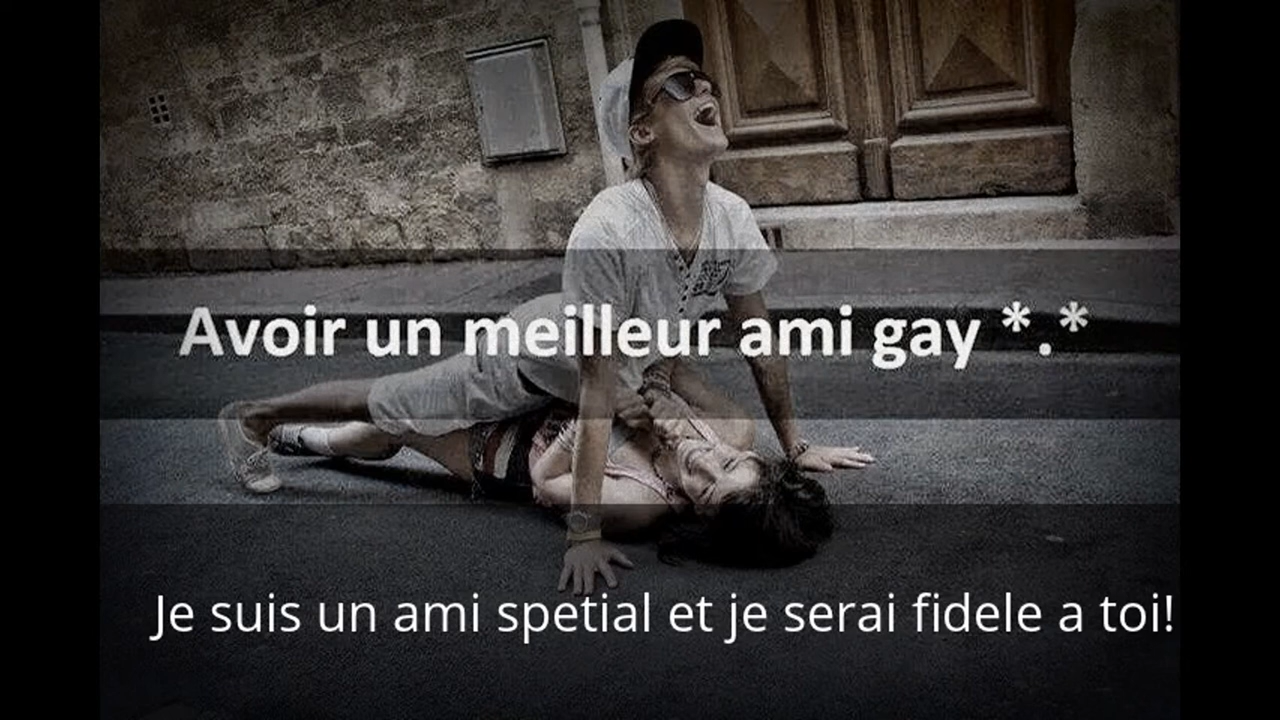 Avoir un meilleur ami gay *.*
Je suis un ami spetial et je serai fidele a toi!